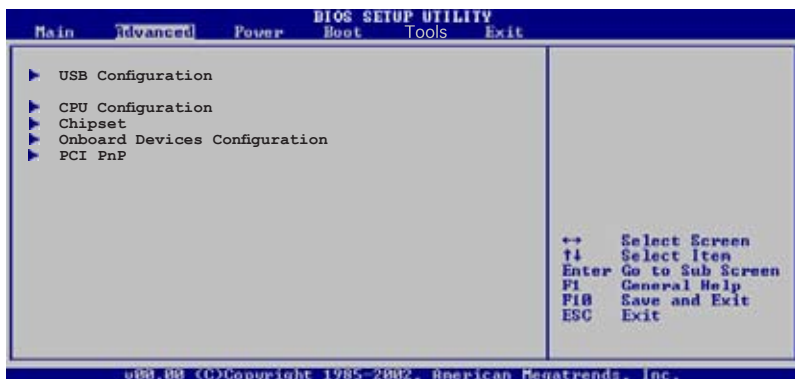 BIOS SETUP UTILITY
Main Advanced Power Boot Tools Exit
USB Configuration
CPU Configuration
Chipset
Onboard Devices Configuration
PCI PnP
←→ Select Screen
↑↓ Select Item
Enter Go to Sub Screen
F1 General Help
F10 Save and Exit
ESC Exit
v00.00 (C)Copyright 1985-2002, American Megatrends, Inc.